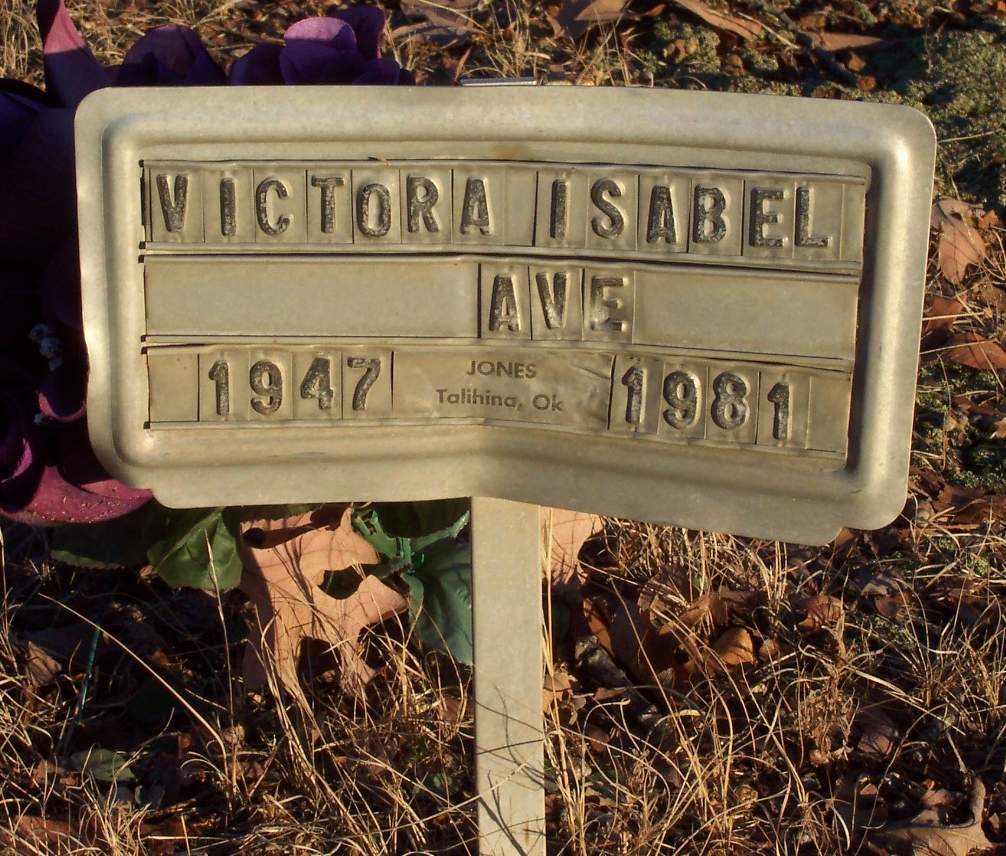 VICTORA ISABEL
AVE
1947 JONES 1981
Talihina, Ok